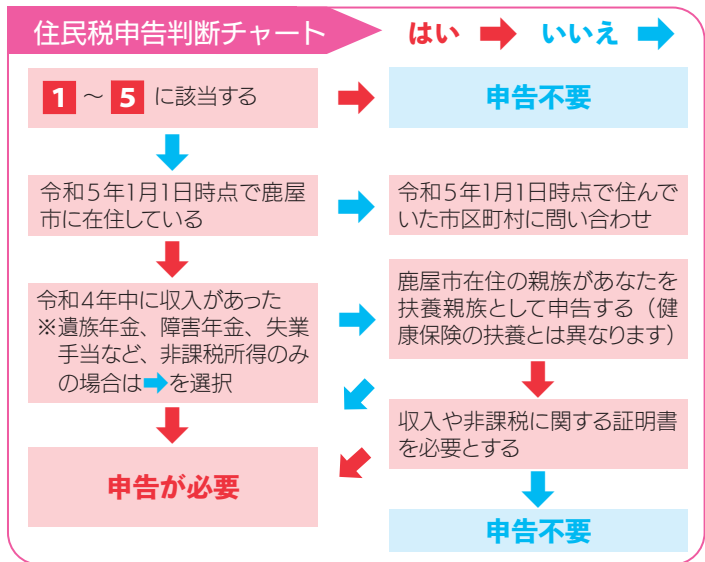 住民税申告判断チャート
はい ➡ いいえ ➡
1 ～ 5 に該当する
申告不要
令和5年1月1日時点で鹿屋
市に在住している
令和5年1月1日時点で住んで
いた市区町村に問い合わせ
令和4年中に収入があった
※遺族年金、障害年金、失業
手当など、非課税所得のみ
の場合は➡を選択
鹿屋市在住の親族があなたを
扶養親族として申告する（健
康保険の扶養とは異なります）
収入や非課税に関する証明書
を必要とする
申告が必要
申告不要